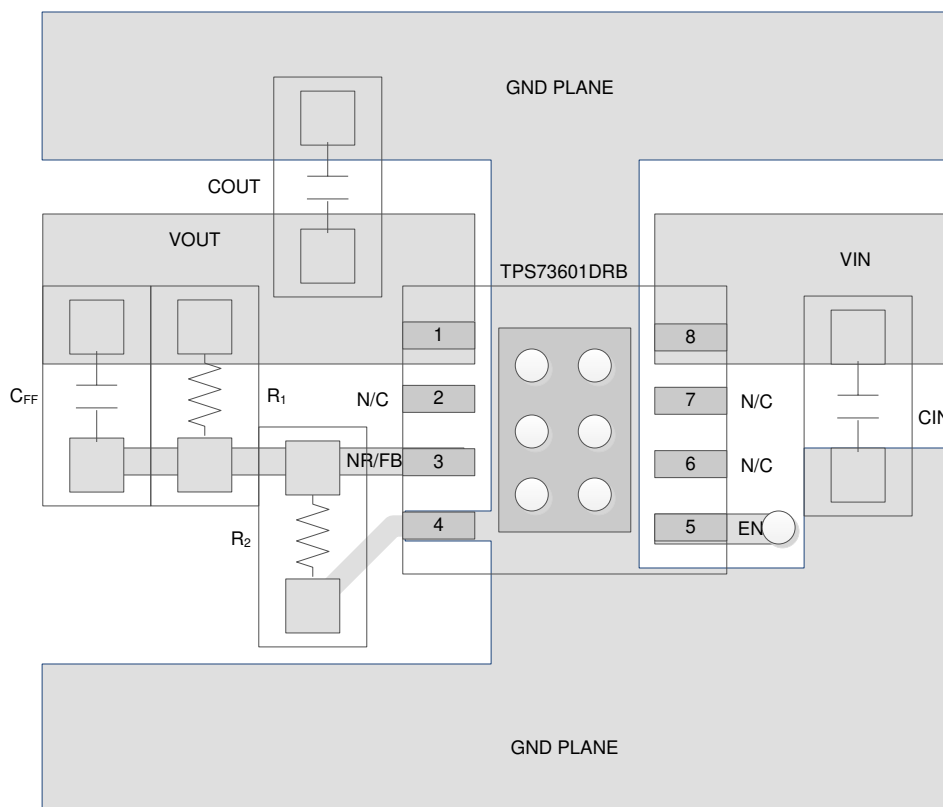 GND PLANE
COUT
VOUT
TPS73601DRB
VIN
1
8
CFF
R1
N/C
2
7
N/C
CIN
NR/FB
3
6
N/C
R2
4
5
EN
GND PLANE